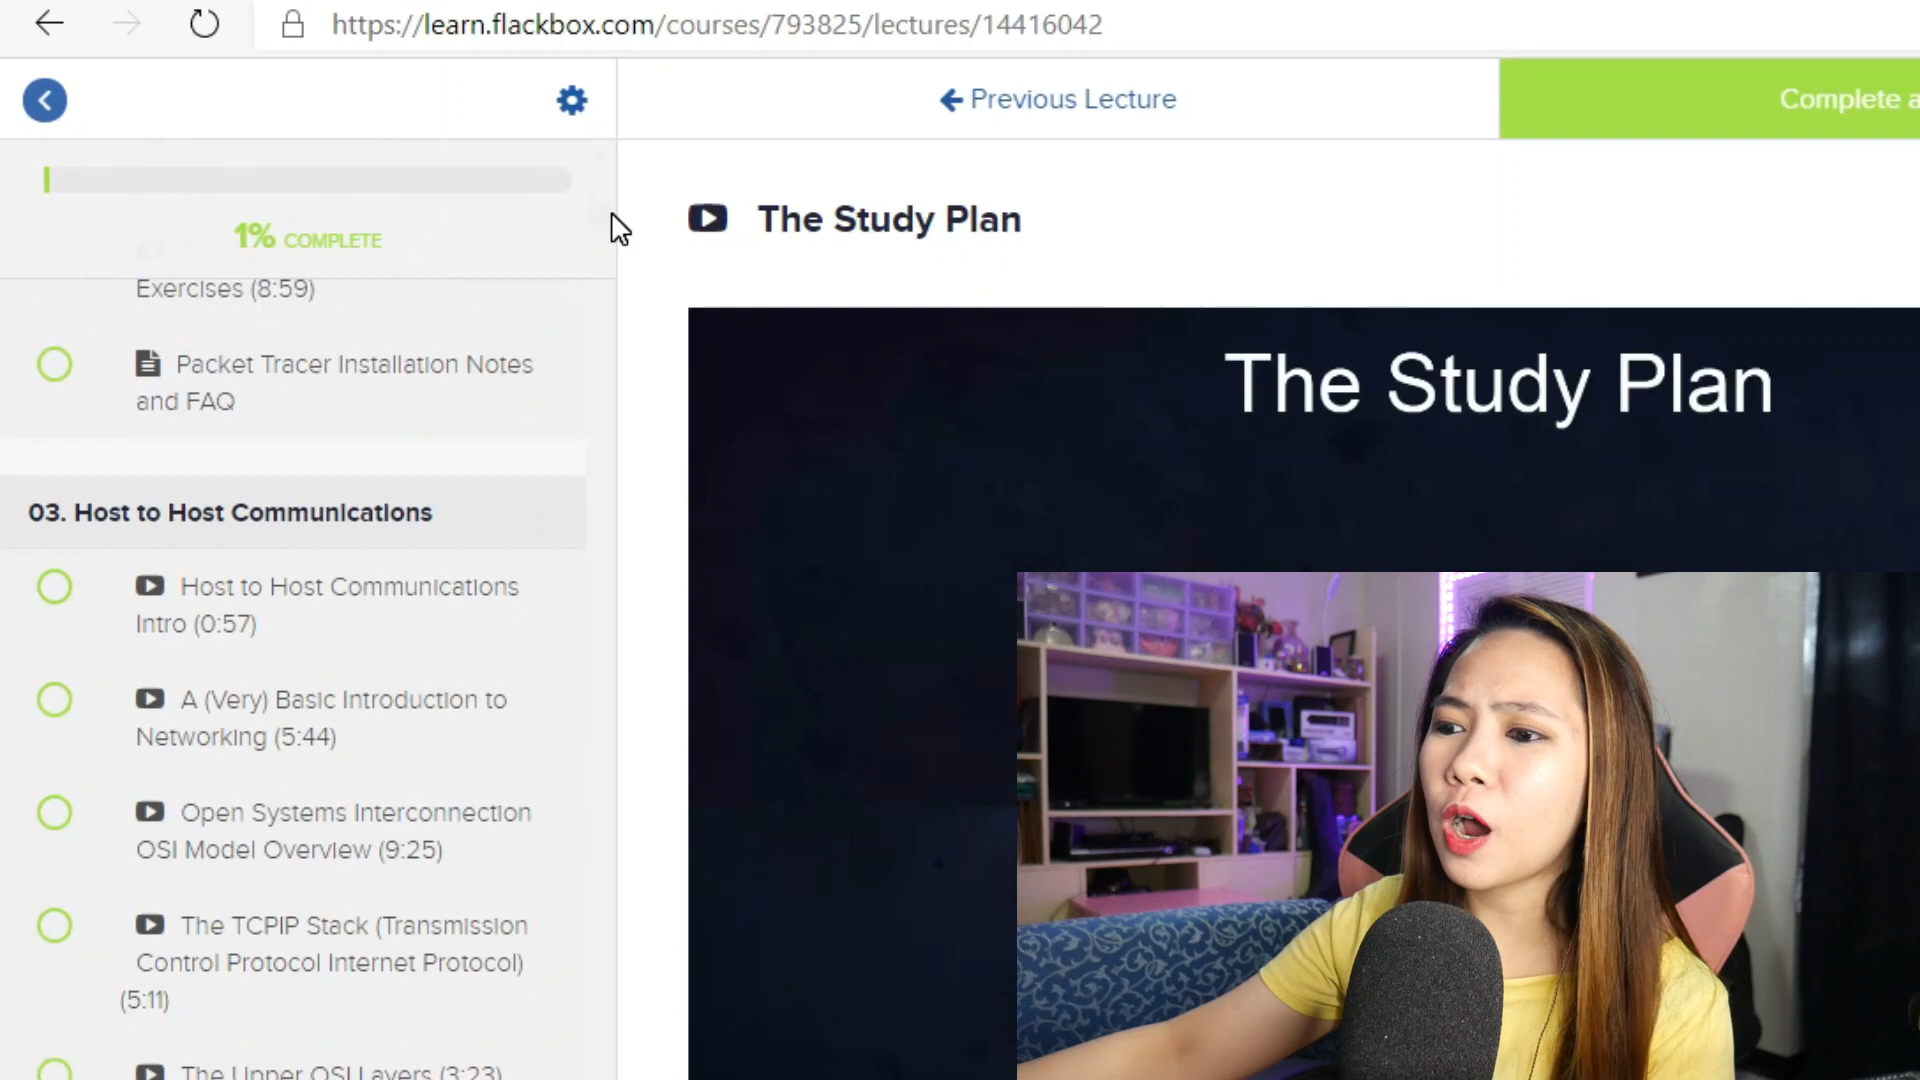 https://learn.flackbox.com/courses/793825/lectures/14416042
Previous Lecture
Complete a
1% COMPLETE
Exercises (8:59)
Packet Tracer Installation Notes
and FAQ
03. Host to Host Communications
Host to Host Communications
Intro (0:57)
A (Very) Basic Introduction to
Networking (5:44)
Open Systems Interconnection
OSI Model Overview (9:25)
The TCPIP Stack (Transmission
Control Protocol Internet Protocol)
(5:11)
The Upper OSI Layers (3:23)
The Study Plan
The Study Plan